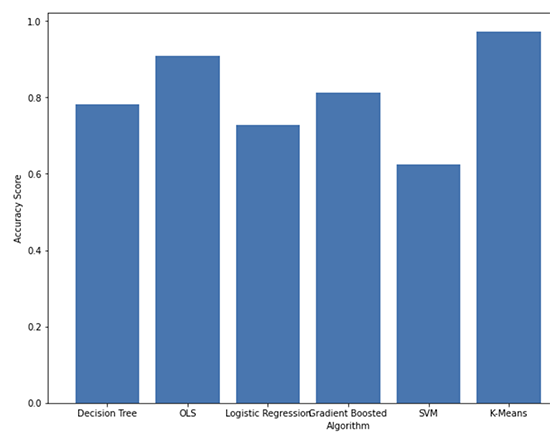 1.0
0.8
0.6
0.4
0.2
0.0
Accuracy Score
Decision Tree
OLS
Logistic Regression
Gradient Boosted
Algorithm
SVM
K-Means